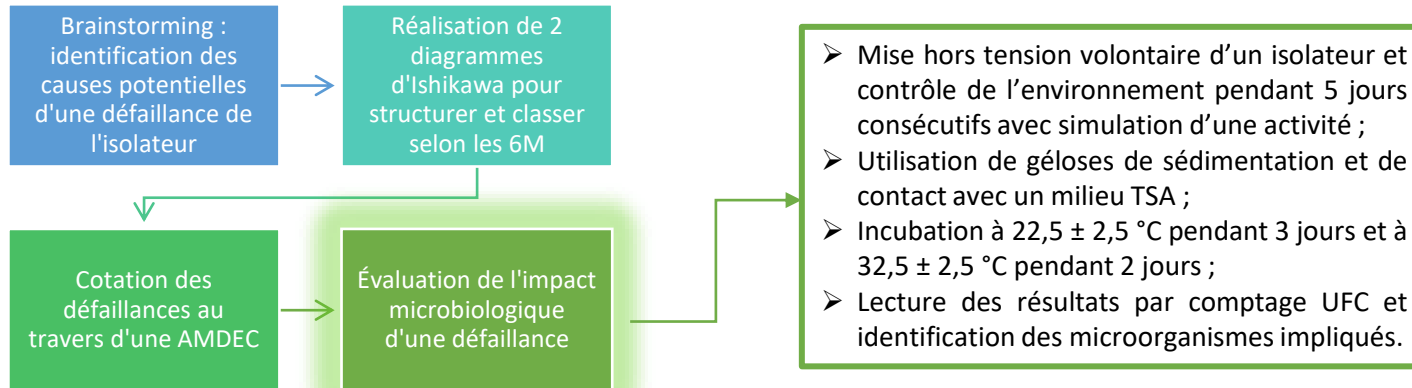 Brainstorming :
identification des
causes potentielles
d'une défaillance de
l'isolateur
Réalisation de 2
diagrammes
d'Ishikawa pour
structurer et classer
selon les 6M
Cotation des
défaillances au
travers d'une AMDEC
Évaluation de l'impact
microbiologique
d'une défaillance
➢ Mise hors tension volontaire d’un isolateur et
contrôle de l’environnement pendant 5 jours
consécutifs avec simulation d’une activité ;
➢ Utilisation de géloses de sédimentation et de
contact avec un milieu TSA ;
➢ Incubation à 22,5 ± 2,5 °C pendant 3 jours et à
32,5 ± 2,5 °C pendant 2 jours ;
➢ Lecture des résultats par comptage UFC et
identification des microorganismes impliqués.